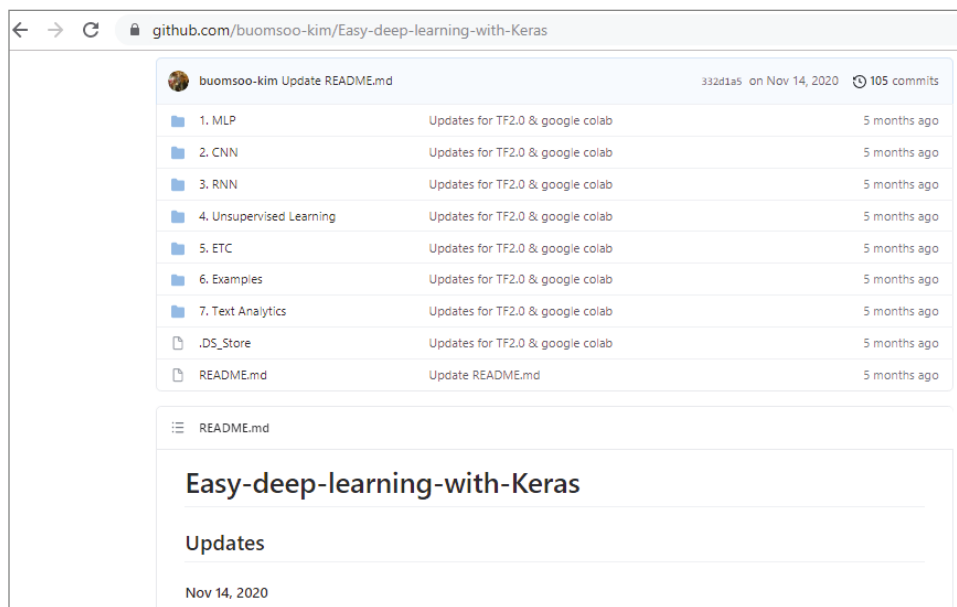 github.com/buomsoo-kim/Easy-deep-learning-with-Keras
buomsoo-kim Update README.md 332d1a5 on Nov 14, 2020 105 commits
1. MLP Updates for TF2.0 & google colab 5 months ago
2. CNN Updates for TF2.0 & google colab 5 months ago
3. RNN Updates for TF2.0 & google colab 5 months ago
4. Unsupervised Learning Updates for TF2.0 & google colab 5 months ago
5. ETC Updates for TF2.0 & google colab 5 months ago
6. Examples Updates for TF2.0 & google colab 5 months ago
7. Text Analytics Updates for TF2.0 & google colab 5 months ago
.DS_Store Updates for TF2.0 & google colab 5 months ago
README.md Update README.md 5 months ago
README.md
Easy-deep-learning-with-Keras
Updates
Nov 14, 2020